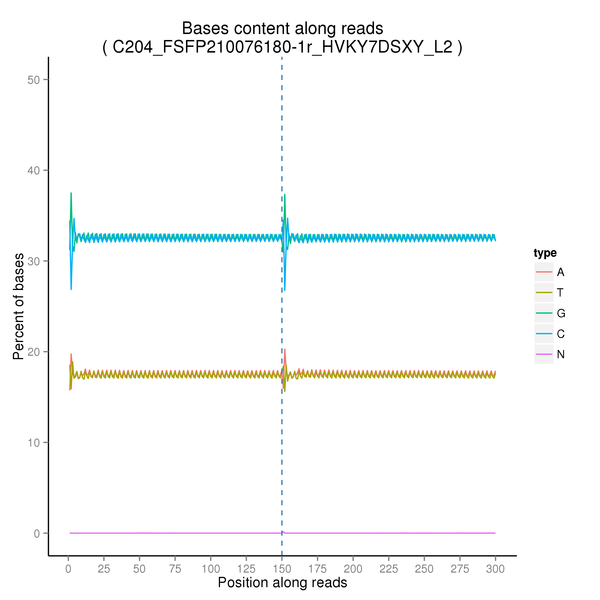 Bases content along reads
( C204_FSFP210076180-1r_HVKY7DSXY_L2 )
50
40
30
20
10
0
Percent of bases
type
A
T
G
C
N
0 25 50 75 100 125 150 175 200 225 250 275 300
Position along reads